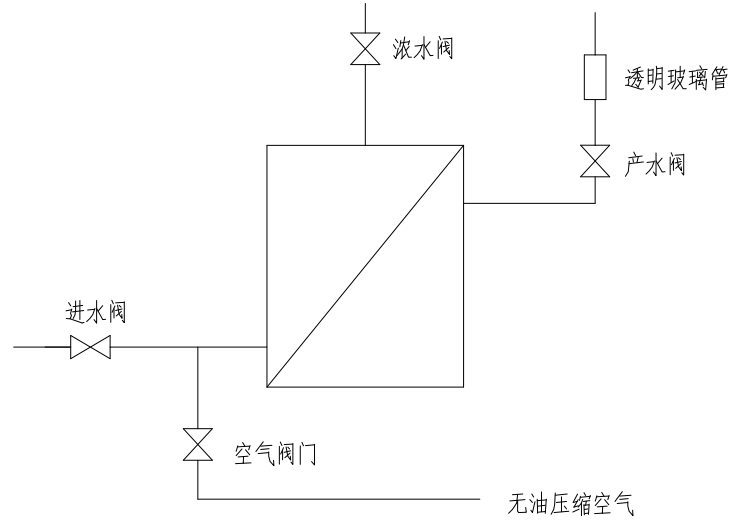 浓水阀
透明玻璃管
产水阀
进水阀
空气阀门
无油压缩空气